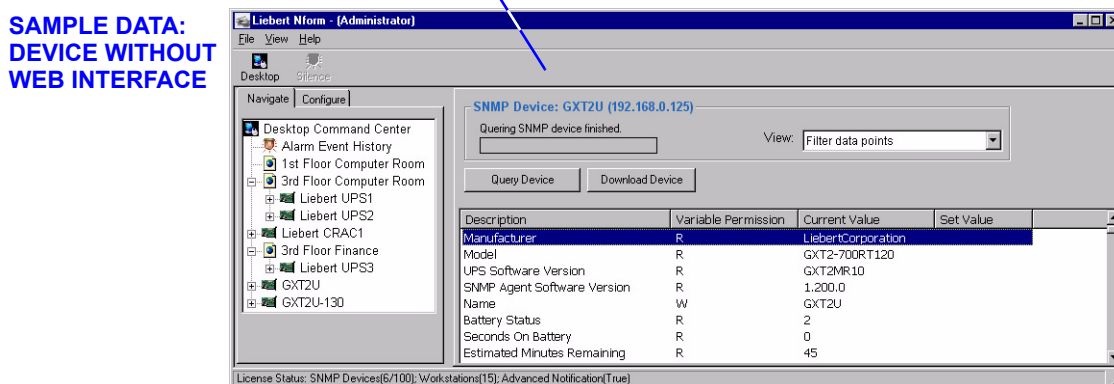 SAMPLE DATA:
DEVICE WITHOUT
WEB INTERFACE
Liebert Nform - (Administrator)
File View Help
Desktop Silence
Navigate Configure
Desktop Command Center
Alarm Event History
1st Floor Computer Room
3rd Floor Computer Room
Liebert UPS1
Liebert UPS2
Liebert CRAC1
3rd Floor Finance
Liebert UPS3
GXT2U
GXT2U-130
SNMP Device: GXT2U (192.168.0.125)
Quering SNMP device finished.
View: Filter data points
Query Device Download Device
Description Variable Permission Current Value Set Value
Manufacturer R LiebertCorporation
Model R GXT2-700RT120
UPS Software Version R GXT2MR10
SNMP Agent Software Version R 1.200.0
Name W GXT2U
Battery Status R 2
Seconds On Battery R 0
Estimated Minutes Remaining R 45
License Status: SNMP Devices(6/100); Workstations(15); Advanced Notification(True)